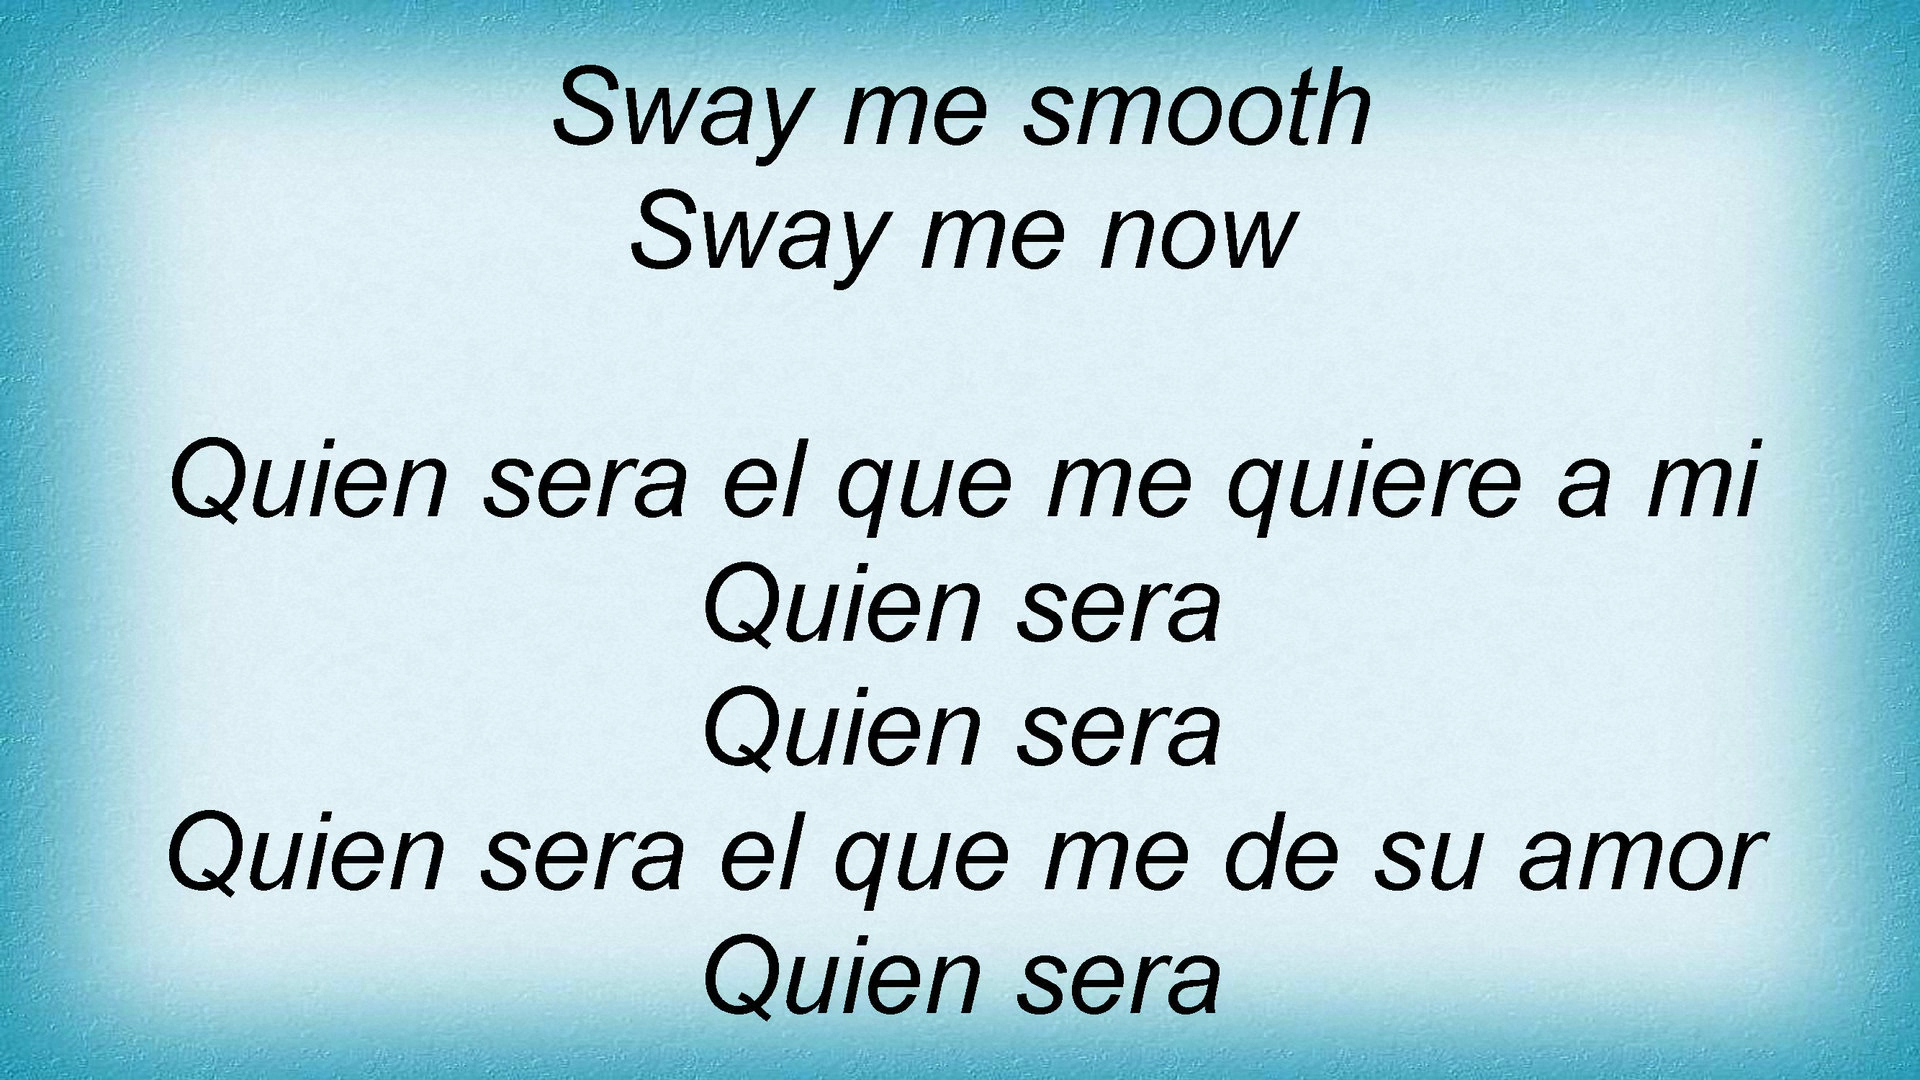 Sway me smooth
Sway me now
Quien sera el que me quiere a mi
Quien sera
Quien sera
Quien sera el que me de su amor
Quien sera